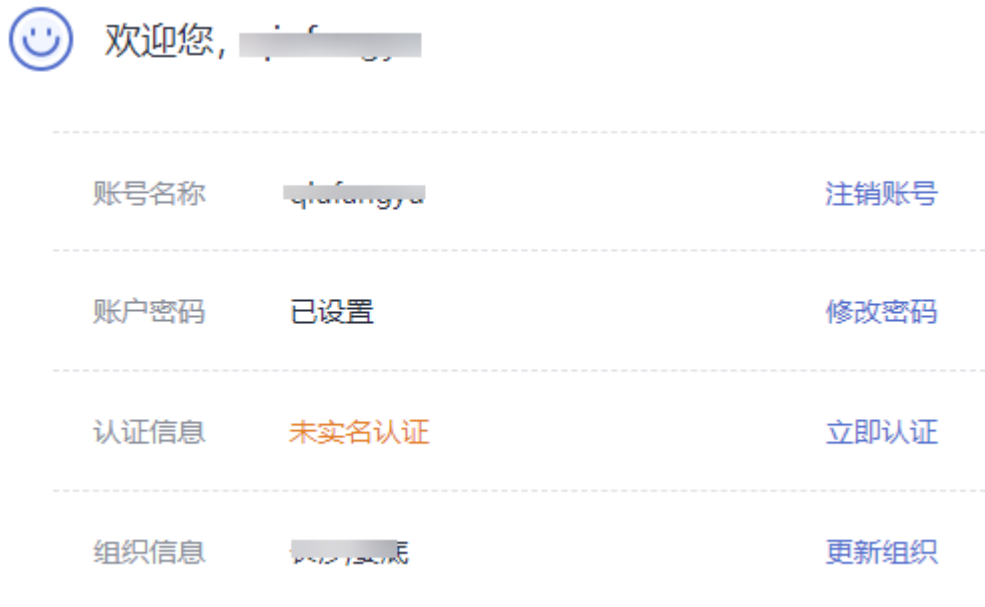 欢迎您,
账号名称 注销账号
账户密码 已设置 修改密码
认证信息 未实名认证 立即认证
组织信息 更新组织